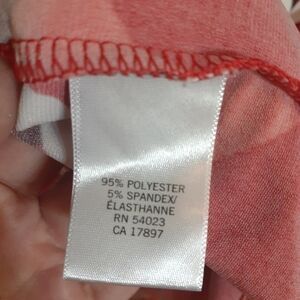 95% POLYESTER
5% SPANDEX/
ÉLASTHANNE
RN 54023
CA 17897